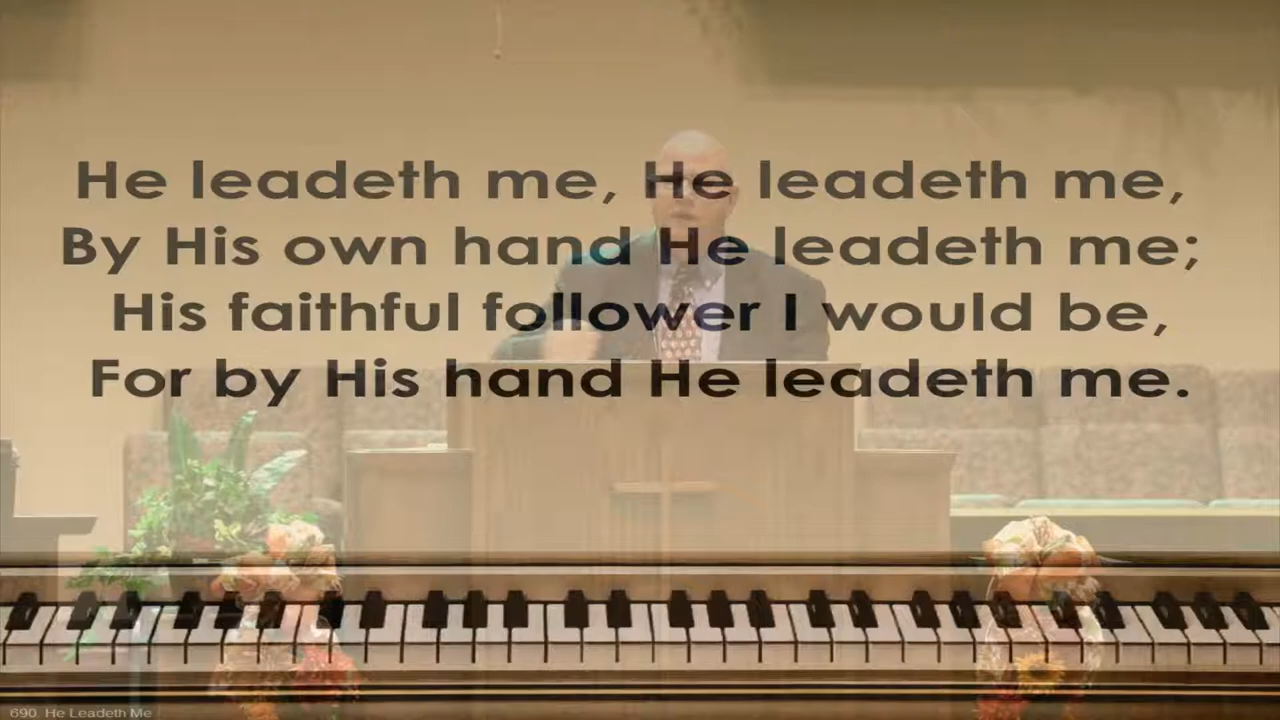 He leadeth me, He leadeth me,
By His own hand He leadeth me;
His faithful follower I would be,
For by His hand He leadeth me.
690 He Leadeth Me